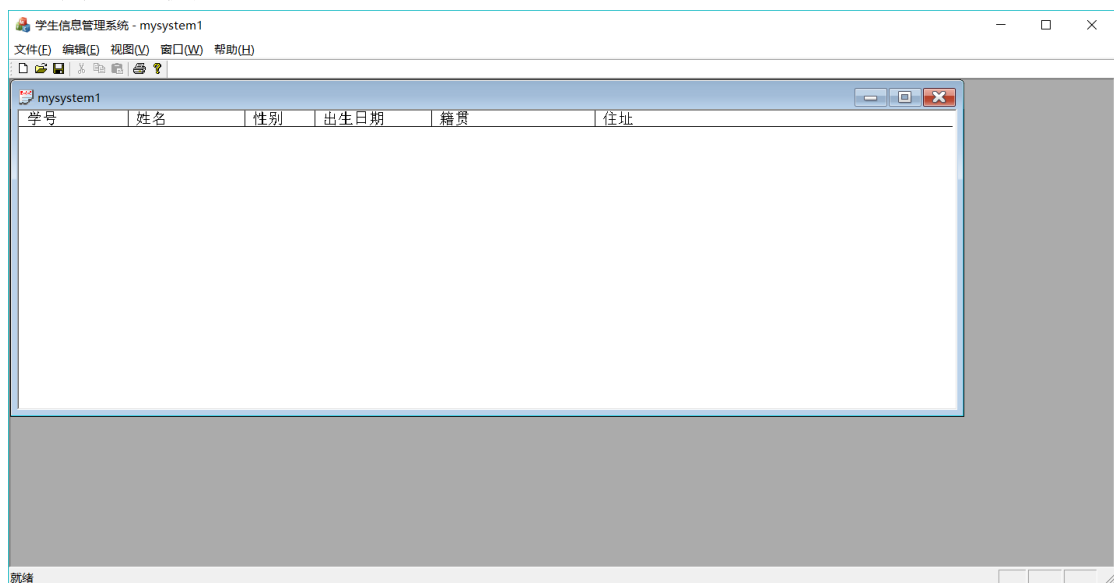 学生信息管理系统 - mysystem1
文件(F) 编辑(E) 视图(V) 窗口(W) 帮助(H)
mysystem1
学号 姓名 性别 出生日期 籍贯 住址
就绪